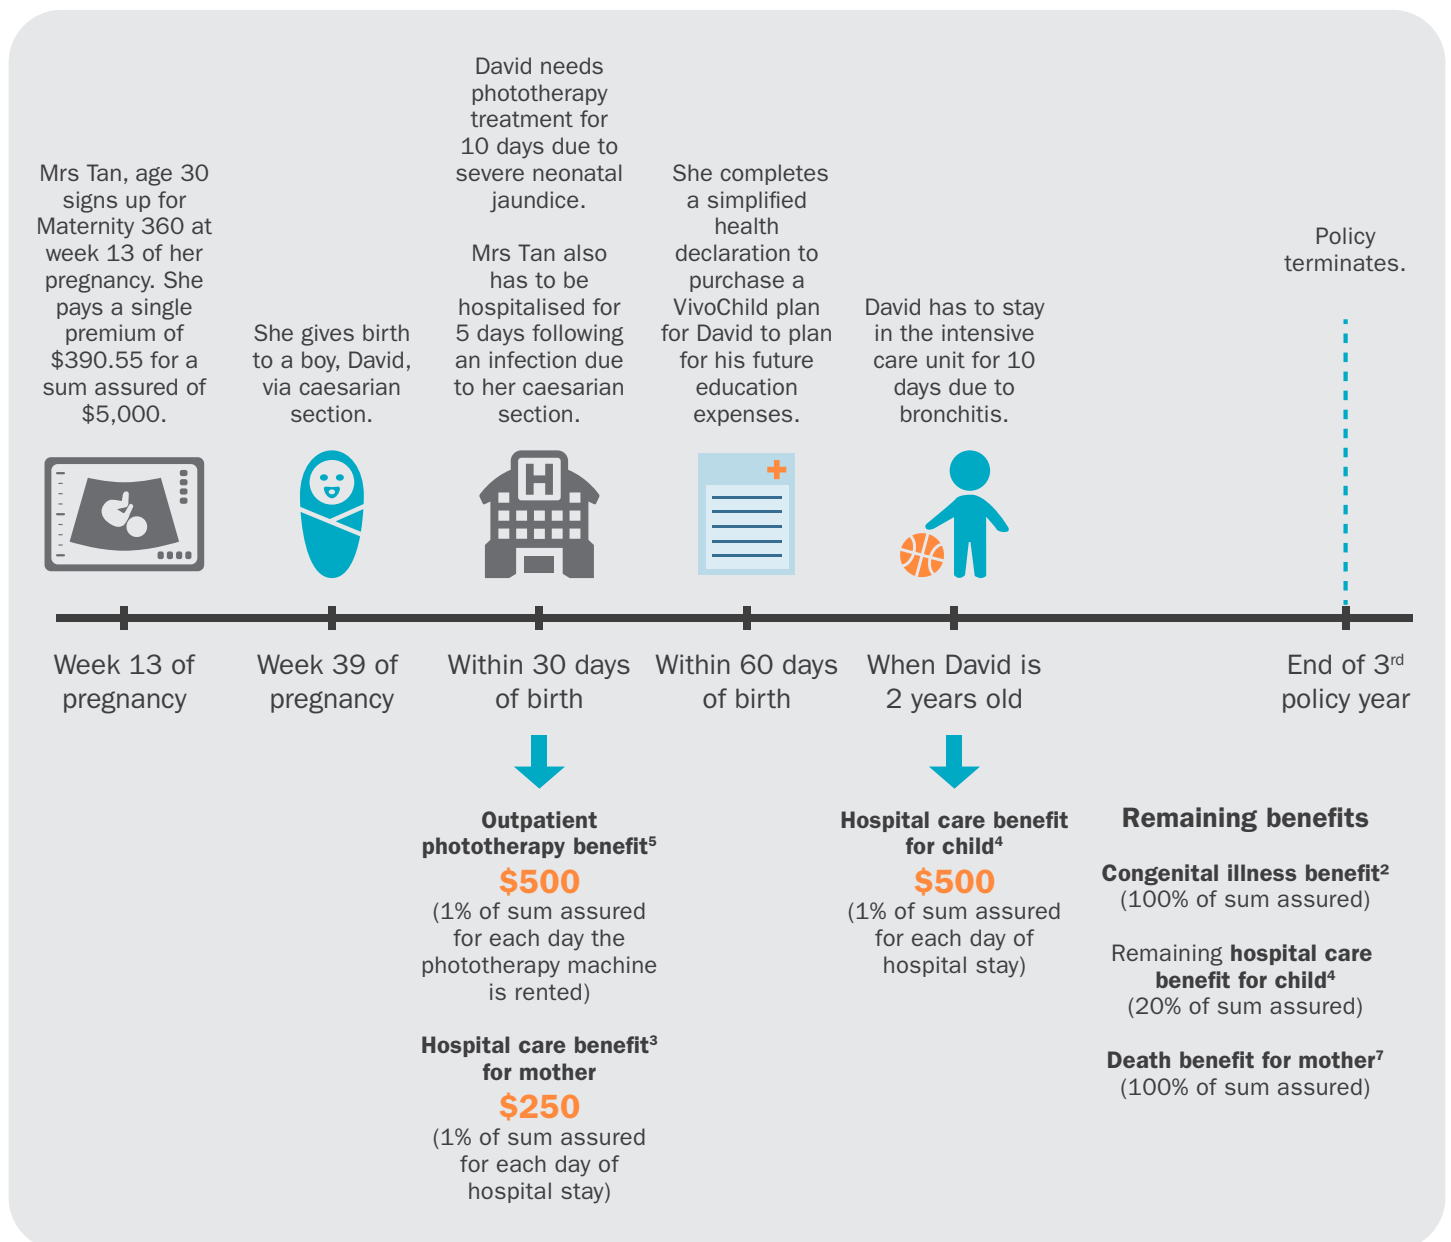 Mrs Tan, age 30
signs up for
Maternity 360 at
week 13 of her
pregnancy. She
pays a single
premium of
$390.55 for a
sum assured of
$5,000.
She gives birth
to a boy, David,
via caesarian
section.
David needs
phototherapy
treatment for
10 days due to
severe neonatal
jaundice.
Mrs Tan also
has to be
hospitalised for
5 days following
an infection due
to her caesarian
section.
She completes
a simplified
health
declaration to
purchase a
VivoChild plan
for David to plan
for his future
education
expenses.
David has to stay
in the intensive
care unit for 10
days due to
bronchitis.
Policy
terminates.
H
Week 13 of
pregnancy
Week 39 of
pregnancy
Within 30 days
of birth
Within 60 days
of birth
When David is
2 years old
End of 3rd
policy year
Outpatient
phototherapy benefit5
$500
(1% of sum assured
for each day the
phototherapy machine
is rented)
Hospital care benefit3
for mother
$250
(1% of sum assured
for each day of
hospital stay)
Hospital care benefit
for child4
$500
(1% of sum assured
for each day of
hospital stay)
Remaining benefits
Congenital illness benefit2
(100% of sum assured)
Remaining hospital care
benefit for child4
(20% of sum assured)
Death benefit for mother7
(100% of sum assured)